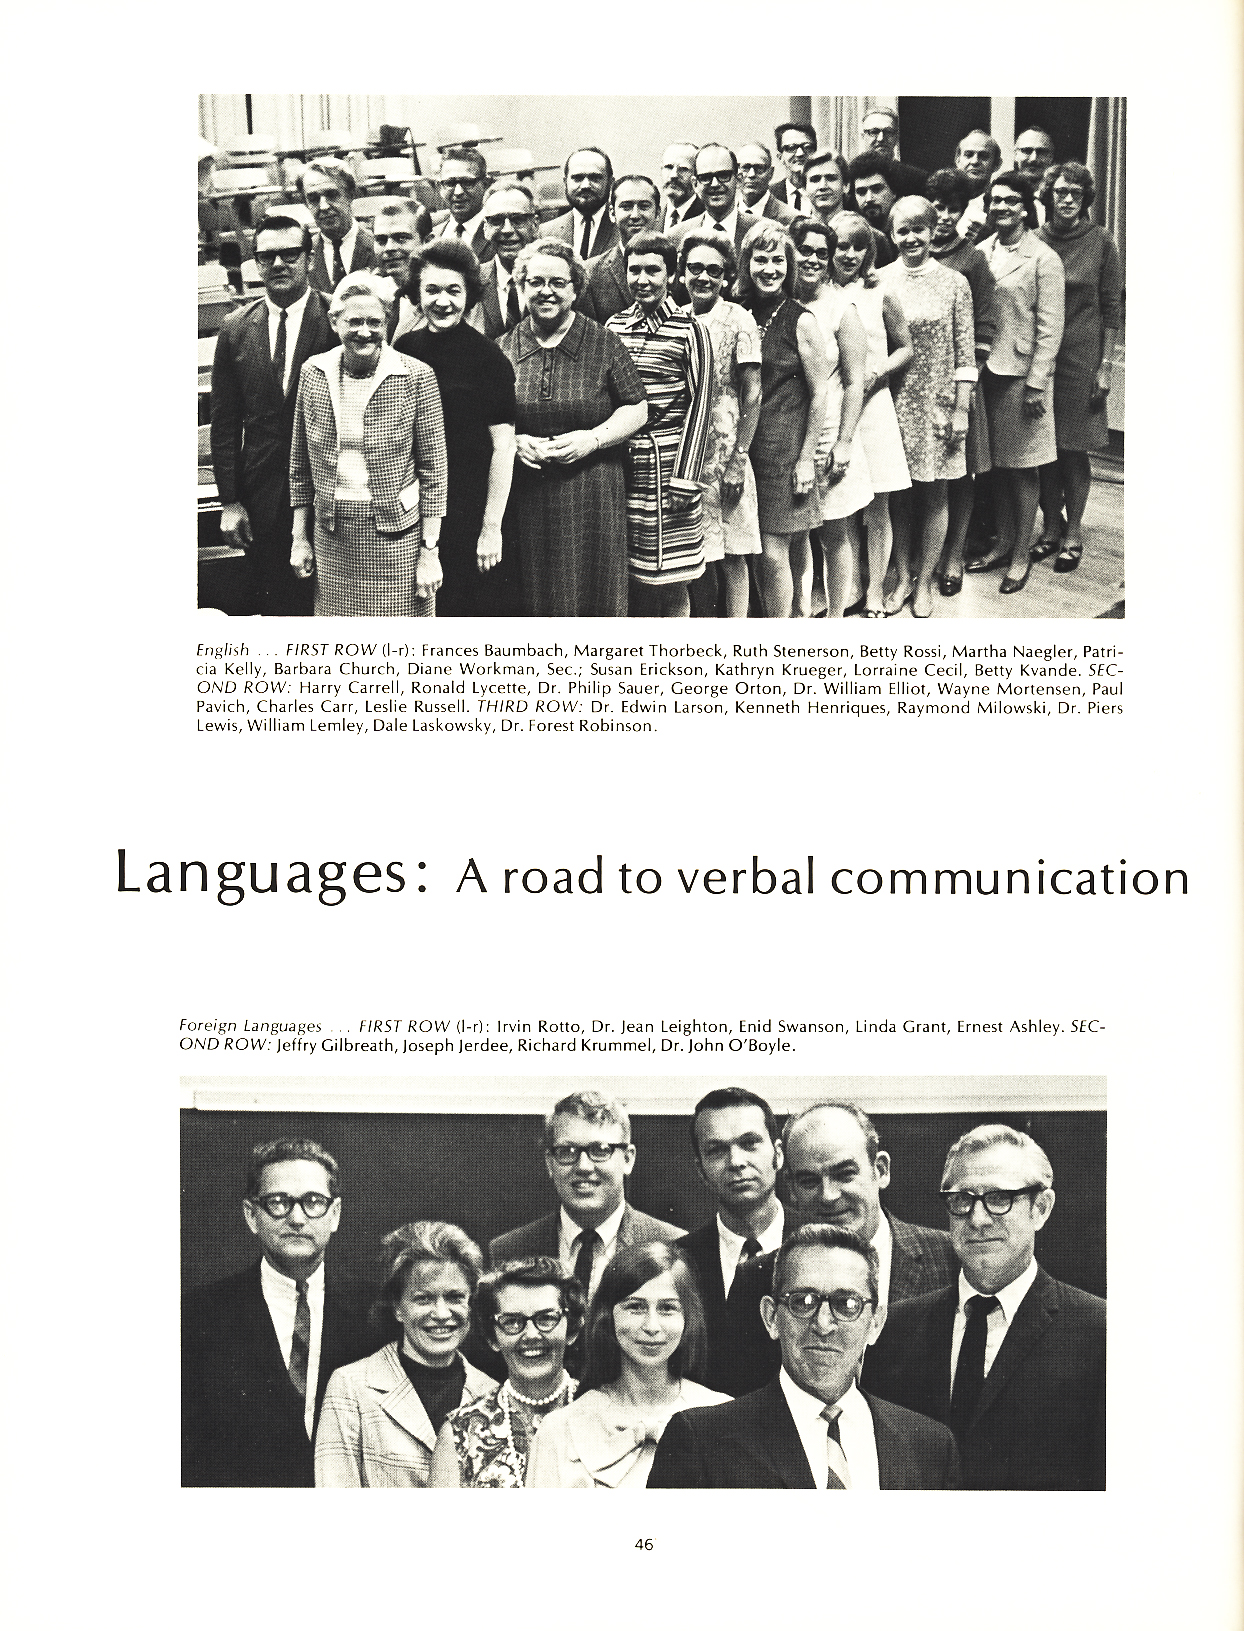 English ... FIRST ROW (l-r): Frances Baumbach, Margaret Thorbeck, Ruth Stenerson, Betty Rossi, Martha Naegler, Patri-
cia Kelly, Barbara Church, Diane Workman, Sec.; Susan Erickson, Kathryn Krueger, Lorraine Cecil, Betty Kvande. SEC-
OND ROW: Harry Carrell, Ronald Lycette, Dr. Philip Sauer, George Orton, Dr. William Elliot, Wayne Mortensen, Paul
Pavich, Charles Carr, Leslie Russell. THIRD ROW: Dr. Edwin Larson, Kenneth Henriques, Raymond Milowski, Dr. Piers
Lewis, William Lemley, Dale Laskowsky, Dr. Forest Robinson.
Languages: A road to verbal communication
Foreign Languages ... FIRST ROW (l-r): Irvin Rotto, Dr. Jean Leighton, Enid Swanson, Linda Grant, Ernest Ashley. SEC-
OND ROW: Jeffry Gilbreath, Joseph Jerdee, Richard Krummel, Dr. John O'Boyle.
46